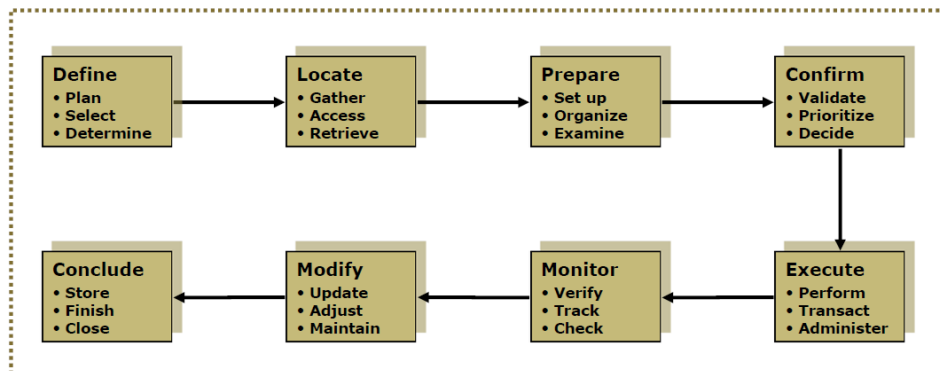 Define
• Plan
• Select
• Determine
Locate
• Gather
• Access
• Retrieve
Prepare
• Set up
• Organize
• Examine
Confirm
• Validate
• Prioritize
• Decide
Execute
• Perform
• Transact
• Administer
Monitor
• Verify
• Track
• Check
Modify
• Update
• Adjust
• Maintain
Conclude
• Store
• Finish
• Close